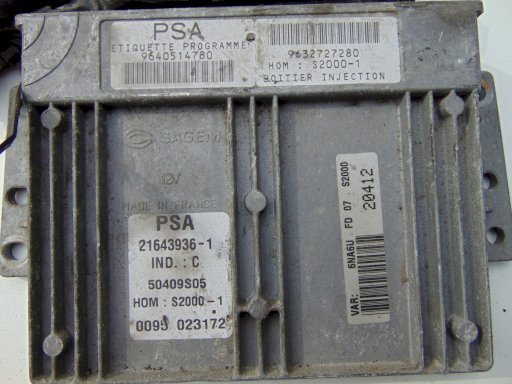 PSA
ETIQUETTE PROGRAMME
9640514780
9632727280
HOM : S2000-1
BOITIER INJECTION
SAGEM
12V
MADE IN FRANCE
PSA
21643936-1
IND. : C
50409S05
HOM : S2000-1
0095 023172
VAR: 6NA6U FD 07 S2000
20412